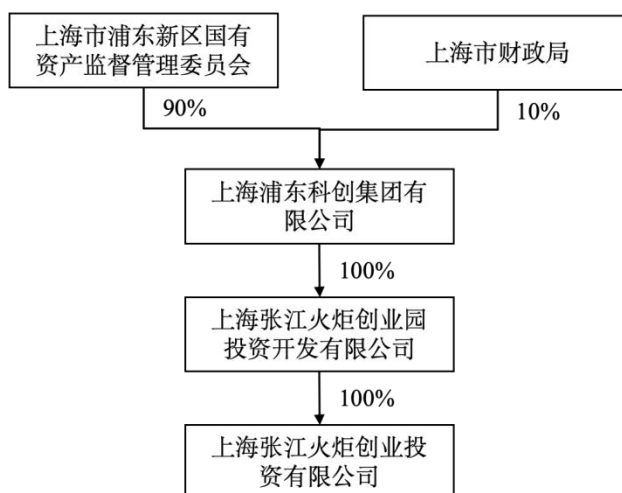 上海市浦东新区国有
资产监督管理委员会
上海市财政局
90%
10%
上海浦东科创集团有
限公司
100%
上海张江火炬创业园
投资开发有限公司
100%
上海张江火炬创业投
资有限公司